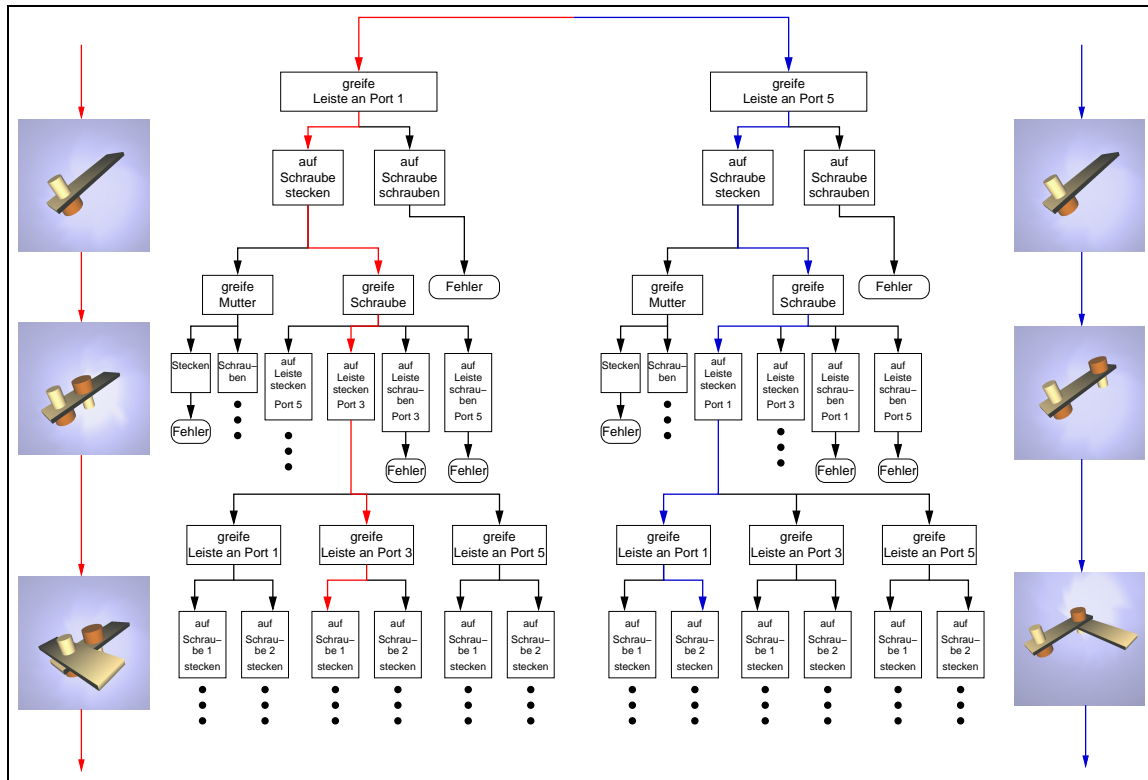 greife
Leiste an Port 1
greife
Leiste an Port 5
auf
Schraube
stecken
auf
Schraube
schrauben
auf
Schraube
stecken
auf
Schraube
schrauben
greife
Mutter
greife
Schraube
Fehler
greife
Mutter
greife
Schraube
Fehler
Stecken
Schrau–
ben
auf
Leiste
stecken
Port 5
auf
Leiste
stecken
Port 3
auf
Leiste
schrau–
ben
Port 3
auf
Leiste
schrau–
ben
Port 5
Stecken
Schrau–
ben
auf
Leiste
stecken
Port 1
auf
Leiste
stecken
Port 3
auf
Leiste
schrau–
ben
Port 1
auf
Leiste
schrau–
ben
Port 5
Fehler
Fehler
Fehler
Fehler
Fehler
Fehler
greife
Leiste an Port 1
greife
Leiste an Port 3
greife
Leiste an Port 5
greife
Leiste an Port 1
greife
Leiste an Port 3
greife
Leiste an Port 5
auf
Schrau–
be 1
stecken
auf
Schrau–
be 2
stecken
auf
Schrau–
be 1
stecken
auf
Schrau–
be 2
stecken
auf
Schrau–
be 1
stecken
auf
Schrau–
be 2
stecken
auf
Schrau–
be 1
stecken
auf
Schrau–
be 2
stecken
auf
Schrau–
be 1
stecken
auf
Schrau–
be 2
stecken
auf
Schrau–
be 1
stecken
auf
Schrau–
be 2
stecken